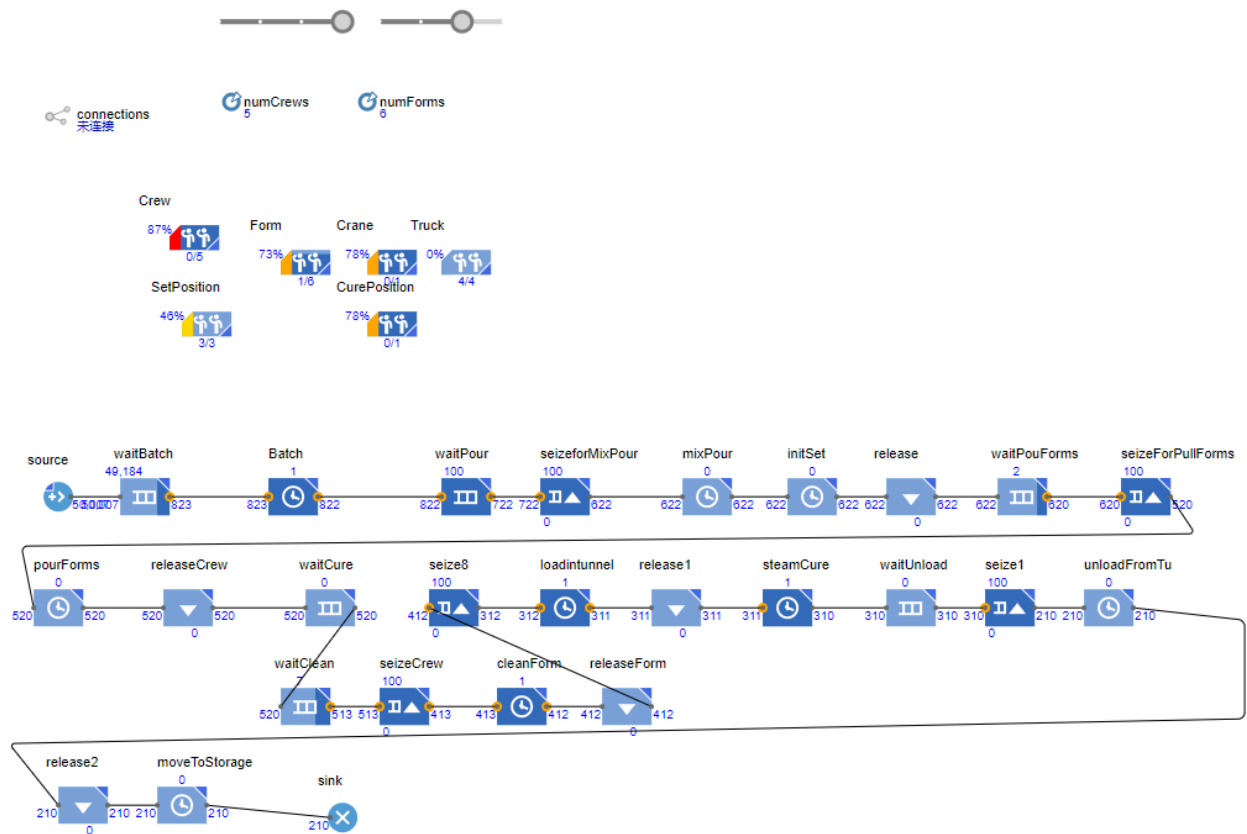 numCrews
5
numForms
6
connections
未连接
Crew
87%
0/5
Form
73%
1/6
Crane
78%
0/1
Truck
0%
4/4
SetPosition
46%
3/3
CurePosition
78%
0/1
source
waitBatch
49,184
823
Batch
1
823
822
waitPour
100
822
722
seizeforMixPour
100
722
622
0
mixPour
0
622
622
initSet
0
622
622
release
622
622
0
waitPouForms
2
622
620
seizeForPullForms
100
620
520
0
pourForms
0
520
520
releaseCrew
520
520
0
waitCure
0
520
seize8
100
412
312
0
loadintunnel
1
312
311
release1
311
311
0
steamCure
1
311
310
waitUnload
0
310
310
seize1
100
310
210
0
unloadFromTu
0
210
210
waitClean
7
520
513
seizeCrew
100
513
413
0
cleanForm
1
413
412
releaseForm
412
412
0
release2
210
210
0
moveToStorage
0
210
210
sink
210